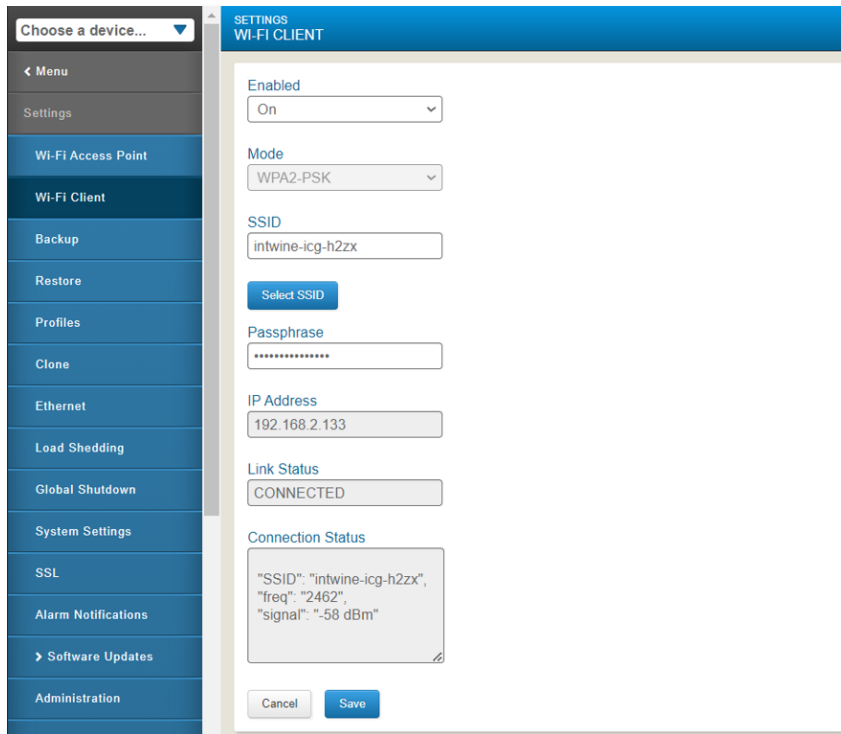 Choose a device...
Menu
Settings
Wi-Fi Access Point
Wi-Fi Client
Backup
Restore
Profiles
Clone
Ethernet
Load Shedding
Global Shutdown
System Settings
SSL
Alarm Notifications
Software Updates
Administration
SETTINGS
WI-FI CLIENT
Enabled
On
Mode
WPA2-PSK
SSID
intwine-icg-h2zx
Select SSID
Passphrase
•••••••••••••••
IP Address
192.168.2.133
Link Status
CONNECTED
Connection Status
"SSID": "intwine-icg-h2zx",
"freq": "2462",
"signal": "-58 dBm"
Cancel
Save